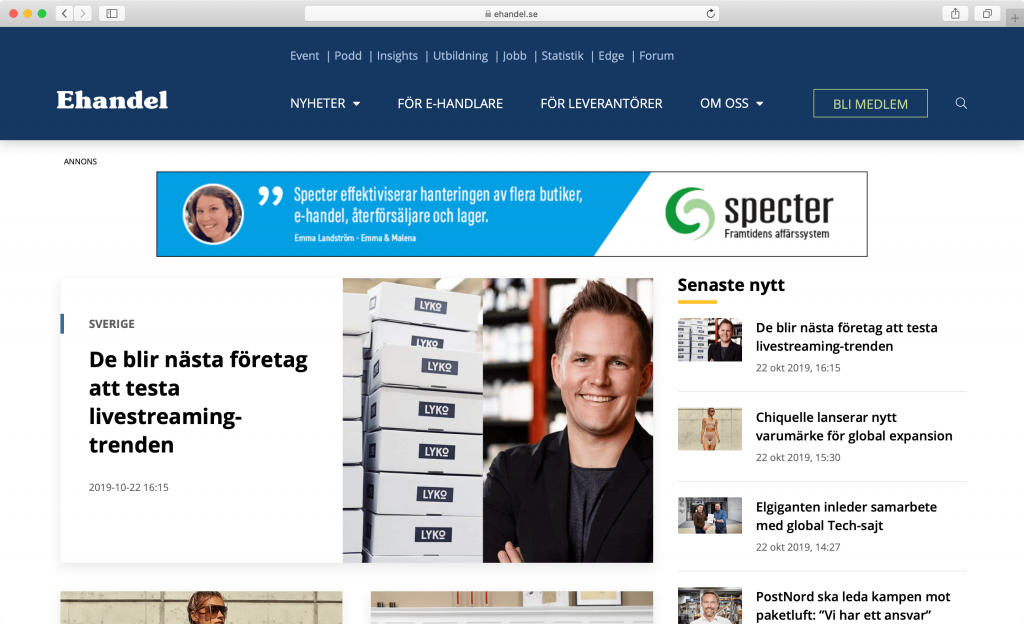 ehandel.se
Event | Podd | Insights | Utbildning | Jobb | Statistik | Edge | Forum
Ehandel
NYHETER FÖR E-HANDLARE FÖR LEVERANTÖRER OM OSS BLI MEDLEM
ANNONS
Specter effektiviserar hanteringen av flera butiker,
e-handel, återförsäljare och lager.
Emma Landström - Emma & Malena
specter
Framtidens affärssystem
SVERIGE
De blir nästa företag
att testa
livestreaming-
trenden
2019-10-22 16:15
LYKO
LYKO
LYKO
LYKO
LYKO
LYKO
LYKO
Senaste nytt
De blir nästa företag att testa
livestreaming-trenden
22 okt 2019, 16:15
Chiquelle lanserar nytt
varumärke för global expansion
22 okt 2019, 15:30
Elgiganten inleder samarbete
med global Tech-sajt
22 okt 2019, 14:27
PostNord ska leda kampen mot
paketluft: ”Vi har ett ansvar”